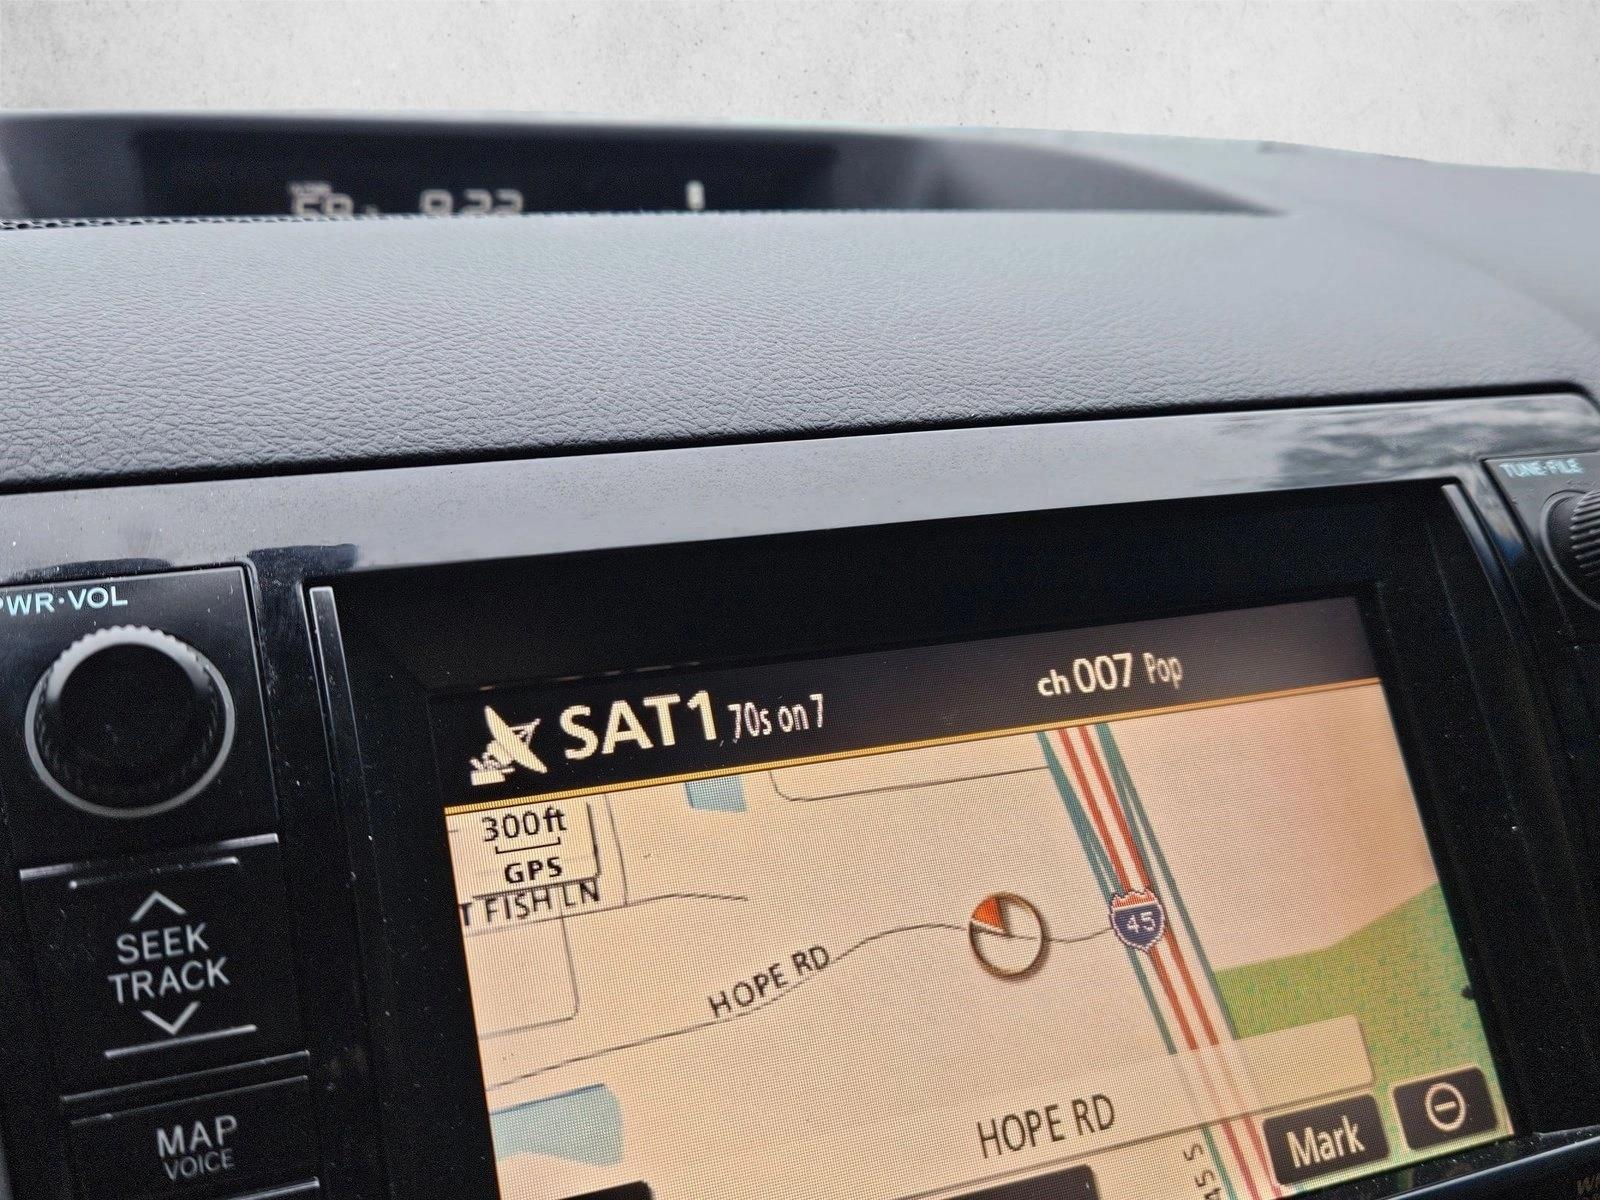 TUNE·FILE
PWR·VOL
SAT1 70s on 7 ch 007 Pop
300ft
GPS
T FISH LN
45
HOPE RD
SEEK
TRACK
MAP
VOICE
HOPE RD
Mark
45 S